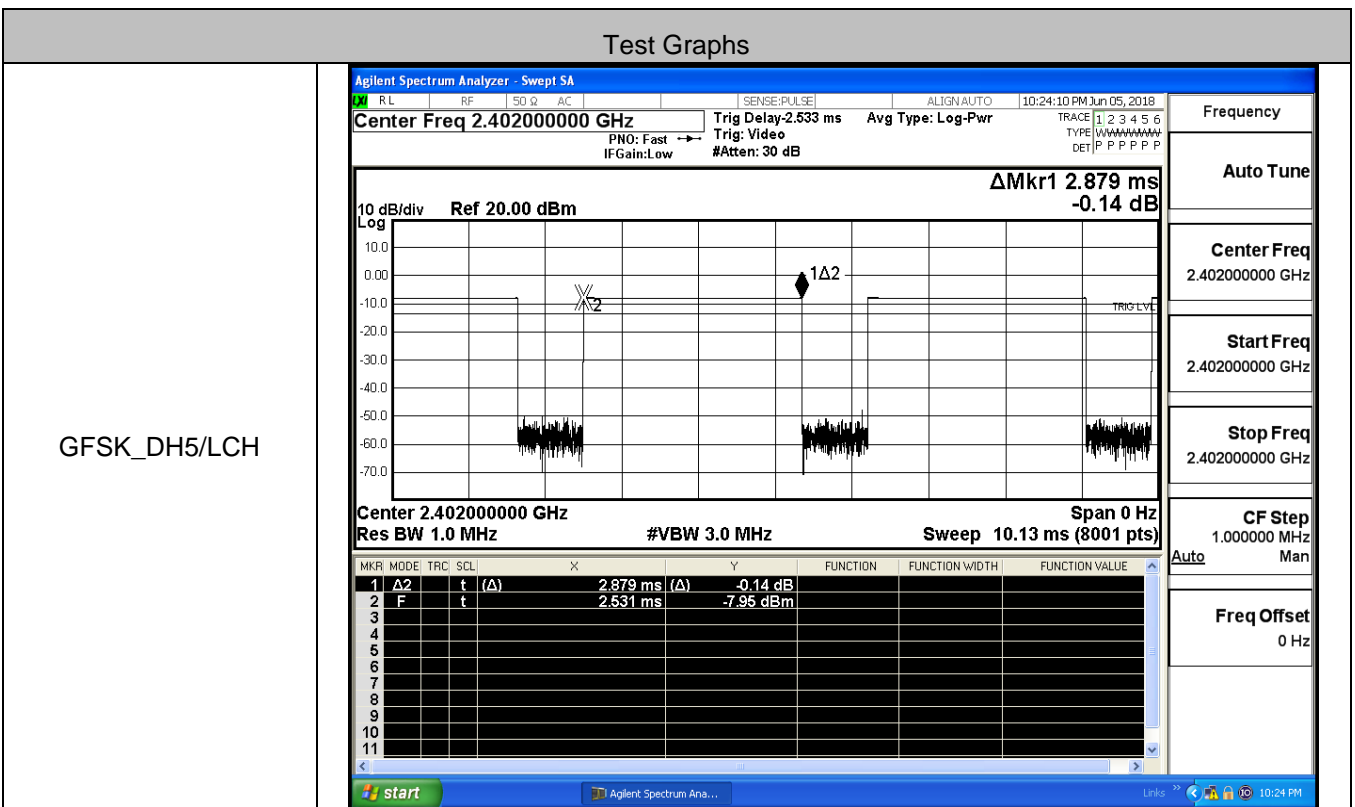 Test Graphs
GFSK_DH5/LCH
Agilent Spectrum Analyzer - Swept SA
LXI RL RF 50 Ω AC SENSE:PULSE ALIGN AUTO 10:24:10 PM Jun 05, 2018
Center Freq 2.402000000 GHz
PNO: Fast
IFGain:Low
Trig Delay-2.533 ms
Trig: Video
#Atten: 30 dB
Avg Type: Log-Pwr
TRACE 1 2 3 4 5 6
TYPE WWWWWW
DET P P P P P P
ΔMkr1 2.879 ms
-0.14 dB
10 dB/div Ref 20.00 dBm
Log
10.0
0.00
-10.0
-20.0
-30.0
-40.0
-50.0
-60.0
-70.0
1Δ2
2
TRIG LVL
Center 2.402000000 GHz Span 0 Hz
Res BW 1.0 MHz #VBW 3.0 MHz Sweep 10.13 ms (8001 pts)
MKR MODE TRC SCL X Y FUNCTION FUNCTION WIDTH FUNCTION VALUE
1 Δ2 t (Δ) 2.879 ms (Δ) -0.14 dB
2 F t 2.531 ms -7.95 dBm
3
4
5
6
7
8
9
10
11
Frequency
Auto Tune
Center Freq
2.402000000 GHz
Start Freq
2.402000000 GHz
Stop Freq
2.402000000 GHz
CF Step
1.000000 MHz
Auto Man
Freq Offset
0 Hz
start Agilent Spectrum Ana... Links » 10:24 PM